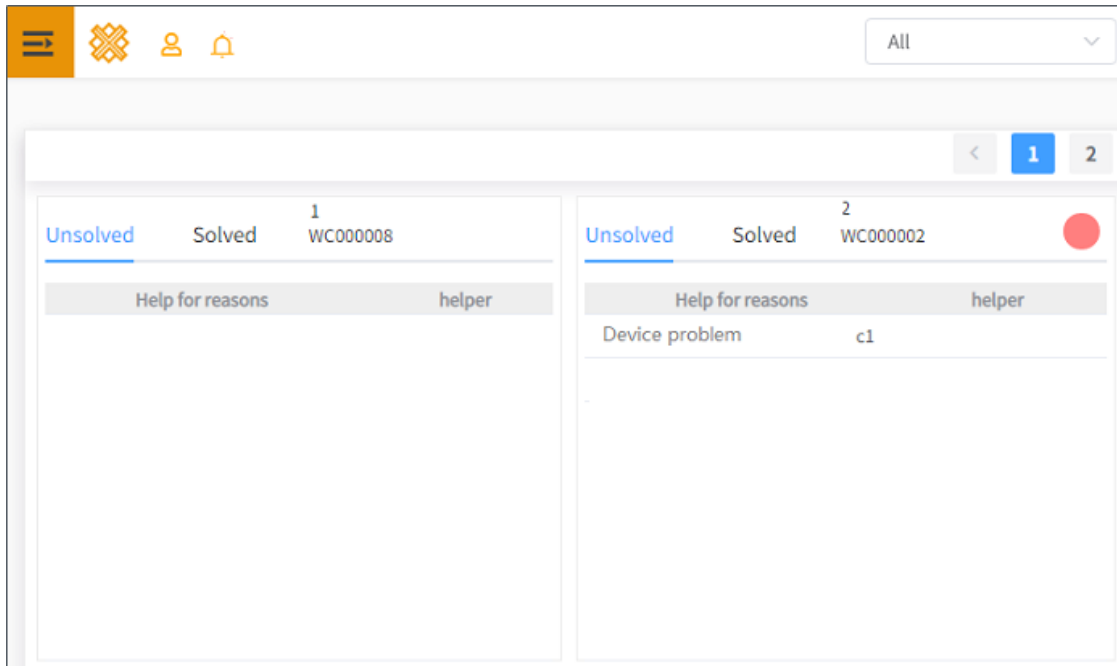 All
1 2
1
Unsolved Solved WC000008
Help for reasons helper
2
Unsolved Solved WC000002
Help for reasons helper
Device problem c1